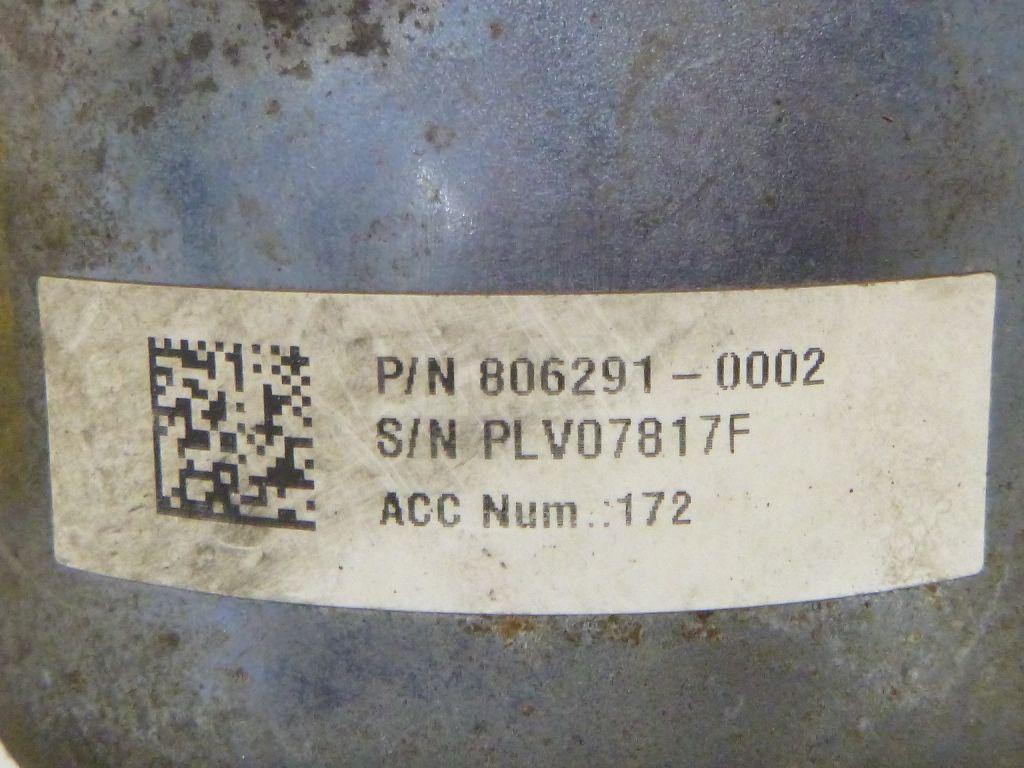 P/N 806291-0002
S/N PLV07817F
ACC Num.:172